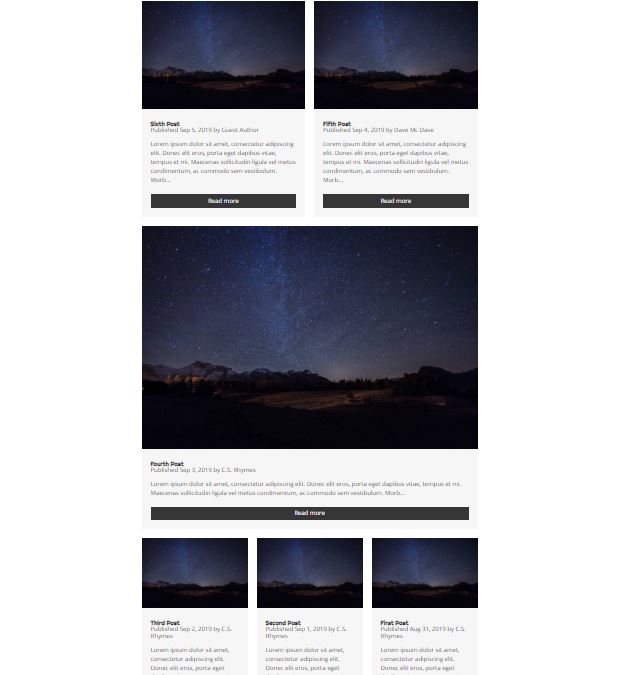 Sixth Post
Published Sep 5, 2019 by Guest Author
Lorem ipsum dolor sit amet, consectetur adipiscing
elit. Donec elit eros, porta eget dapibus vitae,
tempus et mi. Maecenas sollicitudin ligula vel metus
condimentum, ac commodo sem vestibulum.
Morb...
Read more
Fifth Post
Published Sep 4, 2019 by Dave Mc Dave
Lorem ipsum dolor sit amet, consectetur adipiscing
elit. Donec elit eros, porta eget dapibus vitae,
tempus et mi. Maecenas sollicitudin ligula vel metus
condimentum, ac commodo sem vestibulum.
Morb...
Read more
Fourth Post
Published Sep 3, 2019 by C.S. Rhymes
Lorem ipsum dolor sit amet, consectetur adipiscing elit. Donec elit eros, porta eget dapibus vitae, tempus et mi.
Maecenas sollicitudin ligula vel metus condimentum, ac commodo sem vestibulum. Morb...
Read more
Third Post
Published Sep 2, 2019 by C.S.
Rhymes
Lorem ipsum dolor sit amet,
consectetur adipiscing elit.
Donec elit eros, porta eget
Second Post
Published Sep 1, 2019 by C.S.
Rhymes
Lorem ipsum dolor sit amet,
consectetur adipiscing elit.
Donec elit eros, porta eget
First Post
Published Aug 31, 2019 by C.S.
Rhymes
Lorem ipsum dolor sit amet,
consectetur adipiscing elit.
Donec elit eros, porta eget